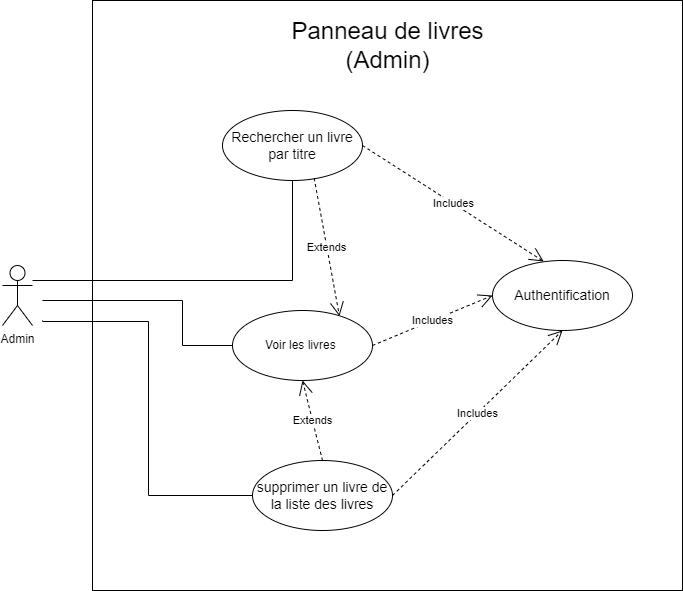 Panneau de livres
(Admin)
Rechercher un livre
par titre
Includes
Extends
Authentification
Admin
Includes
Voir les livres
Extends
Includes
supprimer un livre de
la liste des livres